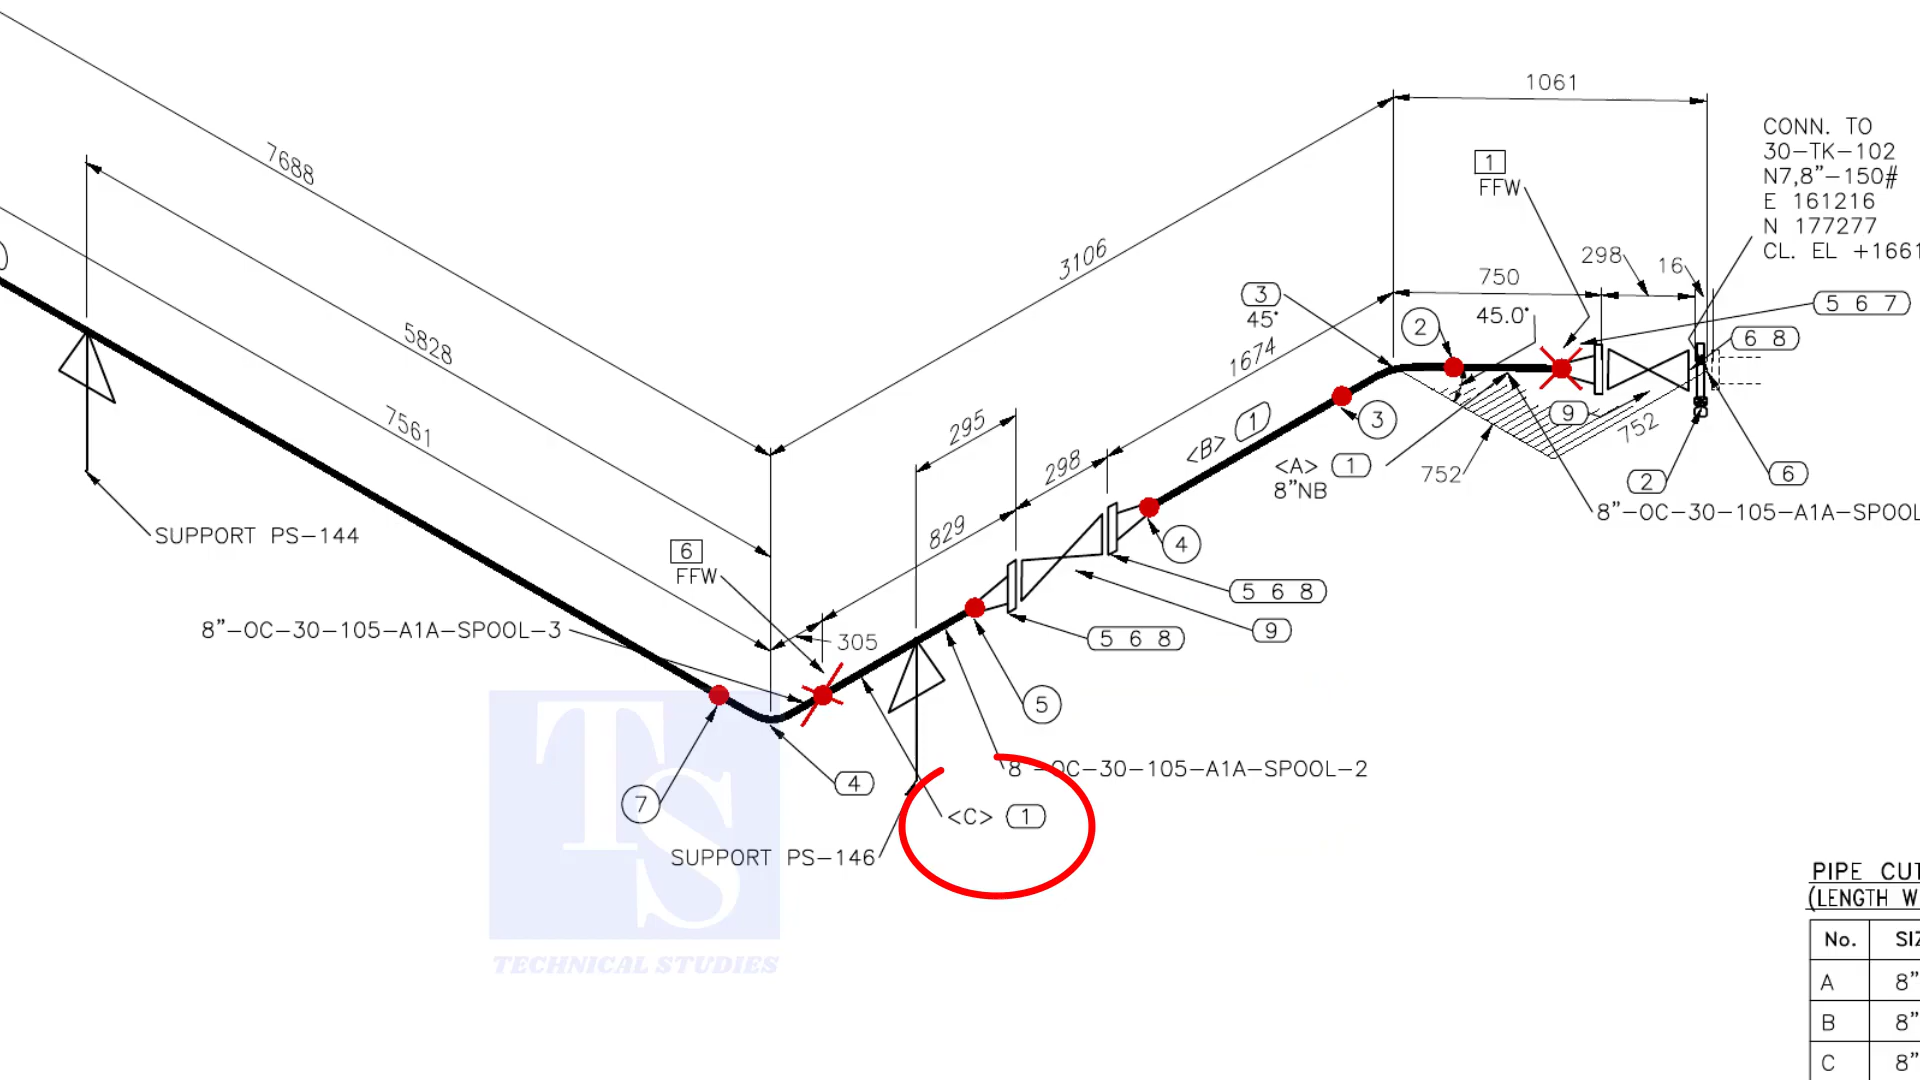 1061
CONN. TO
30-TK-102
N7,8"-150#
E 161216
N 177277
CL. EL +1661
1
FFW
7688
3106
298
16
750
3
45°
2
45.0°
5 6 7
6 8
5828
1674
7561
295
298
<B> 1
3
9
752
<A> 1
8"NB
752
2
6
8"-OC-30-105-A1A-SPOOL
SUPPORT PS-144
829
4
6
FFW
5 6 8
9
5 6 8
8"-OC-30-105-A1A-SPOOL-3
305
5
8 -OC-30-105-A1A-SPOOL-2
4
7
<C> 1
SUPPORT PS-146
TS
TECHNICAL STUDIES
PIPE CUT
(LENGTH W
No. SIZ
A 8"
B 8"
C 8"